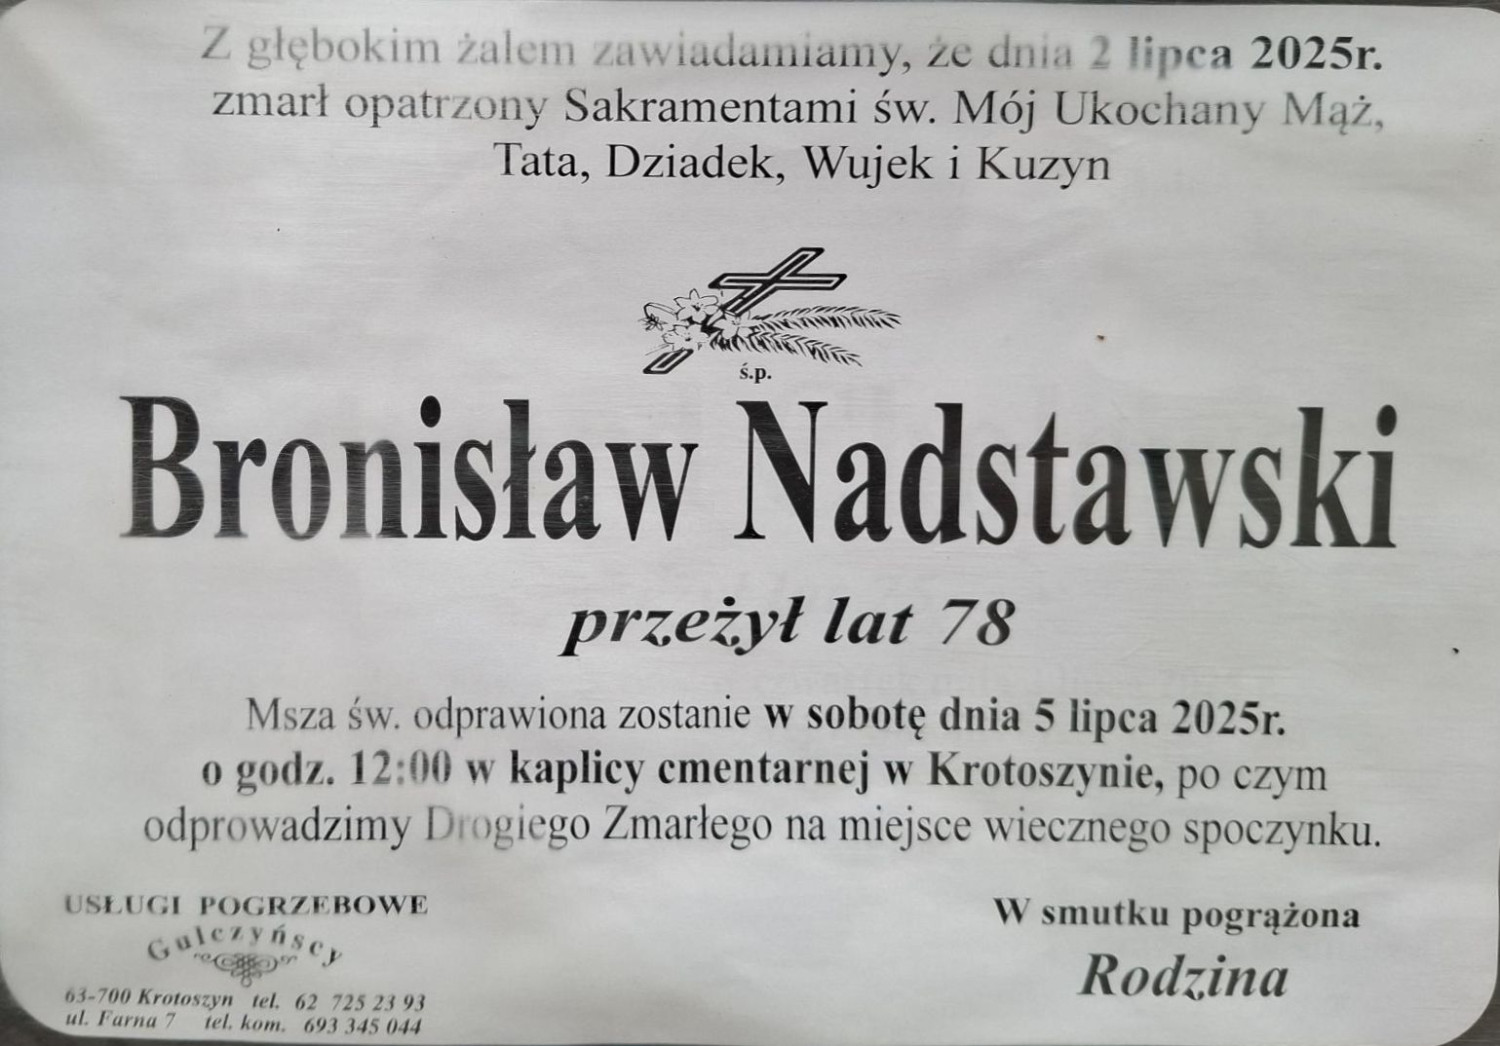 Z głębokim żalem zawiadamiamy, że dnia 2 lipca 2025r.
zmarł opatrzony Sakramentami św. Mój Ukochany Mąż,
Tata, Dziadek, Wujek i Kuzyn
ś.p.
Bronisław Nadstawski
przeżył lat 78
Msza św. odprawiona zostanie w sobotę dnia 5 lipca 2025r.
o godz. 12:00 w kaplicy cmentarnej w Krotoszynie, po czym
odprowadzimy Drogiego Zmarłego na miejsce wiecznego spoczynku.
USŁUGI POGRZEBOWE
Gulczyńscy
63-700 Krotoszyn tel. 62 725 23 93
ul. Farna 7 tel. kom. 693 345 044
W smutku pogrążona
Rodzina